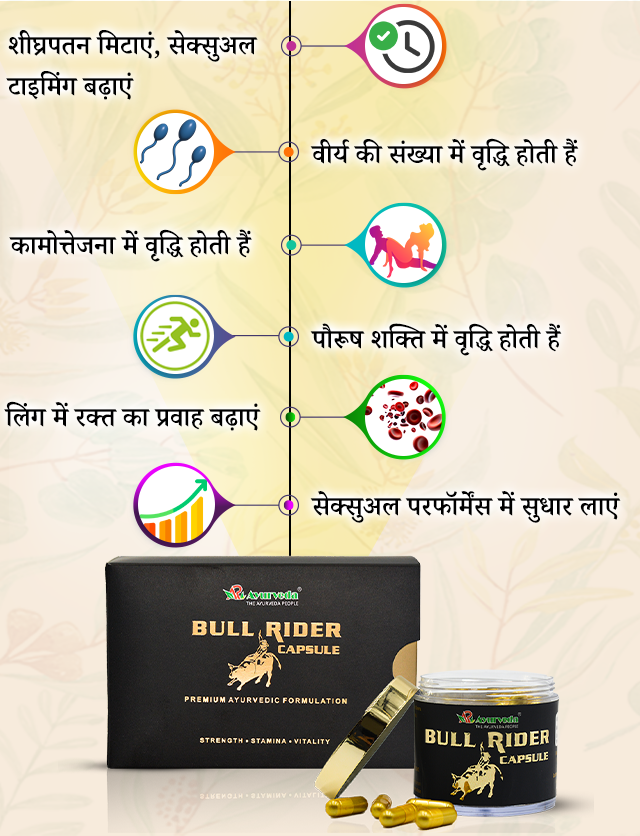 शीघ्रपतन मिटाएं, सेक्सुअल
टाइमिंग बढ़ाएं
वीर्य की संख्या में वृद्धि होती हैं
कामोत्तेजना में वृद्धि होती हैं
पौरूष शक्ति में वृद्धि होती हैं
लिंग में रक्त का प्रवाह बढ़ाएं
सेक्सुअल परफॉर्मेंस में सुधार लाएं
Ayurveda®
THE AYURVEDA PEOPLE
BULL RIDER
CAPSULE
PREMIUM AYURVEDIC FORMULATION
STRENGTH • STAMINA • VITALITY
Ayurveda®
THE AYURVEDA PEOPLE
BULL RIDER
CAPSULE